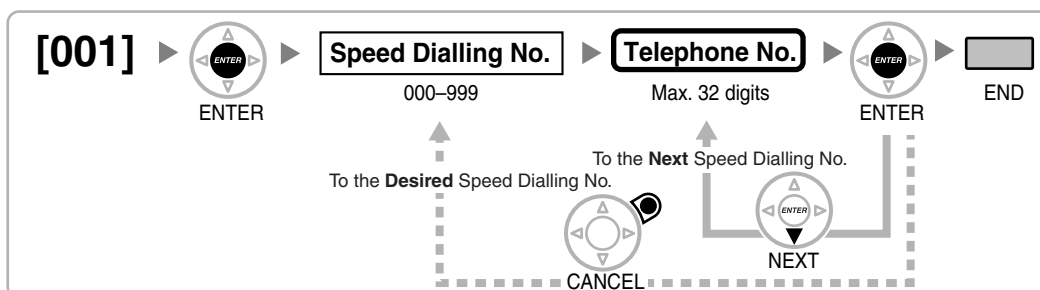 [001]
ENTER
ENTER
Speed Dialling No.
000–999
Telephone No.
Max. 32 digits
ENTER
ENTER
END
To the Next Speed Dialling No.
To the Desired Speed Dialling No.
ENTER
NEXT
CANCEL